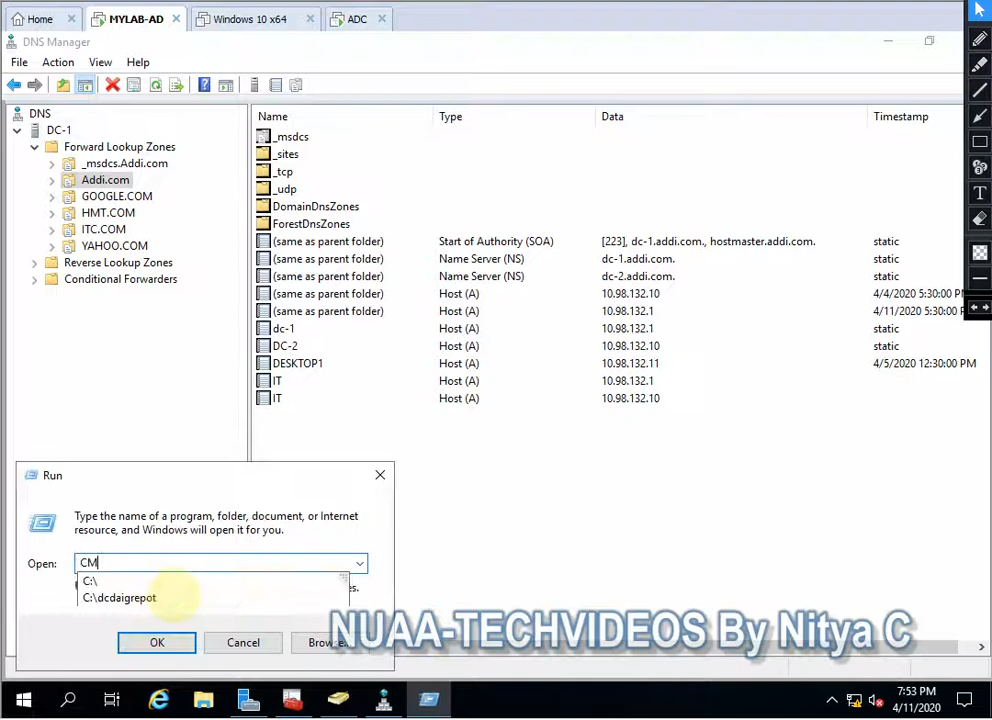 Home
MYLAB-AD
Windows 10 x64
ADC
DNS Manager
File Action View Help
DNS
DC-1
Forward Lookup Zones
_msdcs.Addi.com
Addi.com
GOOGLE.COM
HMT.COM
ITC.COM
YAHOO.COM
Reverse Lookup Zones
Conditional Forwarders
Name Type Data Timestamp
_msdcs
_sites
_tcp
_udp
DomainDnsZones
ForestDnsZones
(same as parent folder) Start of Authority (SOA) [223], dc-1.addi.com., hostmaster.addi.com. static
(same as parent folder) Name Server (NS) dc-1.addi.com. static
(same as parent folder) Name Server (NS) dc-2.addi.com. static
(same as parent folder) Host (A) 10.98.132.10 4/4/2020 5:30:00 P
(same as parent folder) Host (A) 10.98.132.1 4/11/2020 5:30:00
dc-1 Host (A) 10.98.132.1 static
DC-2 Host (A) 10.98.132.10 static
DESKTOP1 Host (A) 10.98.132.11 4/5/2020 12:30:00 PM
IT Host (A) 10.98.132.1
IT Host (A) 10.98.132.10
Run
Type the name of a program, folder, document, or Internet
resource, and Windows will open it for you.
Open: CM
C:\
C:\dcdaigrepot
es.
OK Cancel Browse
NUAA-TECHVIDEOS By Nitya C
7:53 PM
4/11/2020